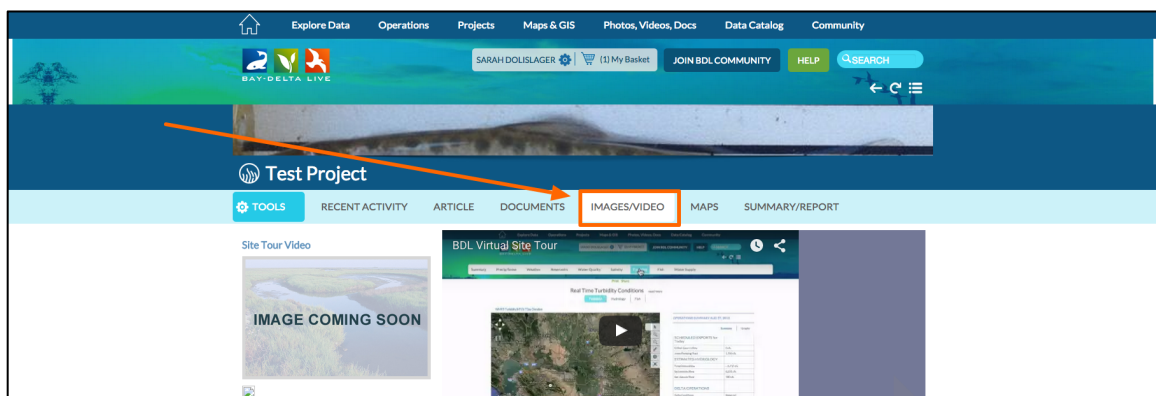 Explore Data Operations Projects Maps & GIS Photos, Videos, Docs Data Catalog Community
BAY-DELTA LIVE
SARAH DOLISLAGER (1) My Basket JOIN BDL COMMUNITY HELP SEARCH
Test Project
TOOLS RECENT ACTIVITY ARTICLE DOCUMENTS IMAGES/VIDEO MAPS SUMMARY/REPORT
Site Tour Video
IMAGE COMING SOON
BDL Virtual Site Tour
Real Time Turbidity Conditions